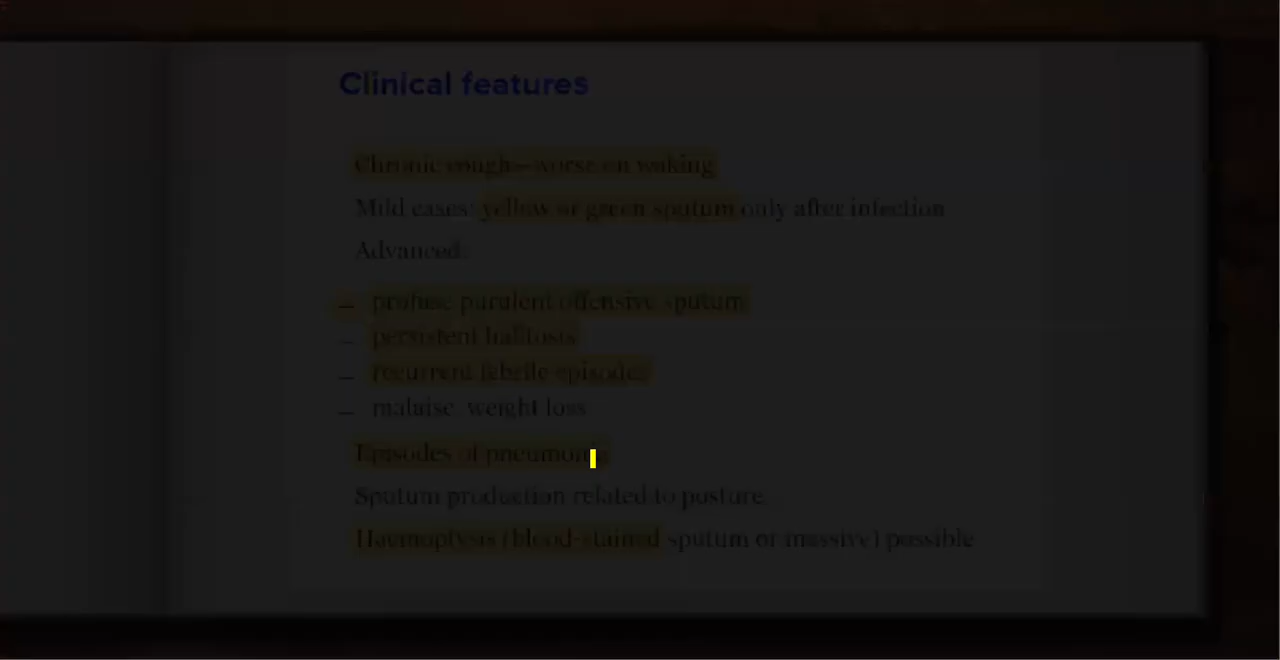 Clinical features
Chronic cough—worse on waking
Mild cases: yellow or green sputum only after infection
Advanced:
– profuse purulent offensive sputum
– persistent halitosis
– recurrent febrile episodes
– malaise, weight loss
Episodes of pneumonia
Sputum production related to posture
Haemoptysis (blood-stained sputum or massive) possible